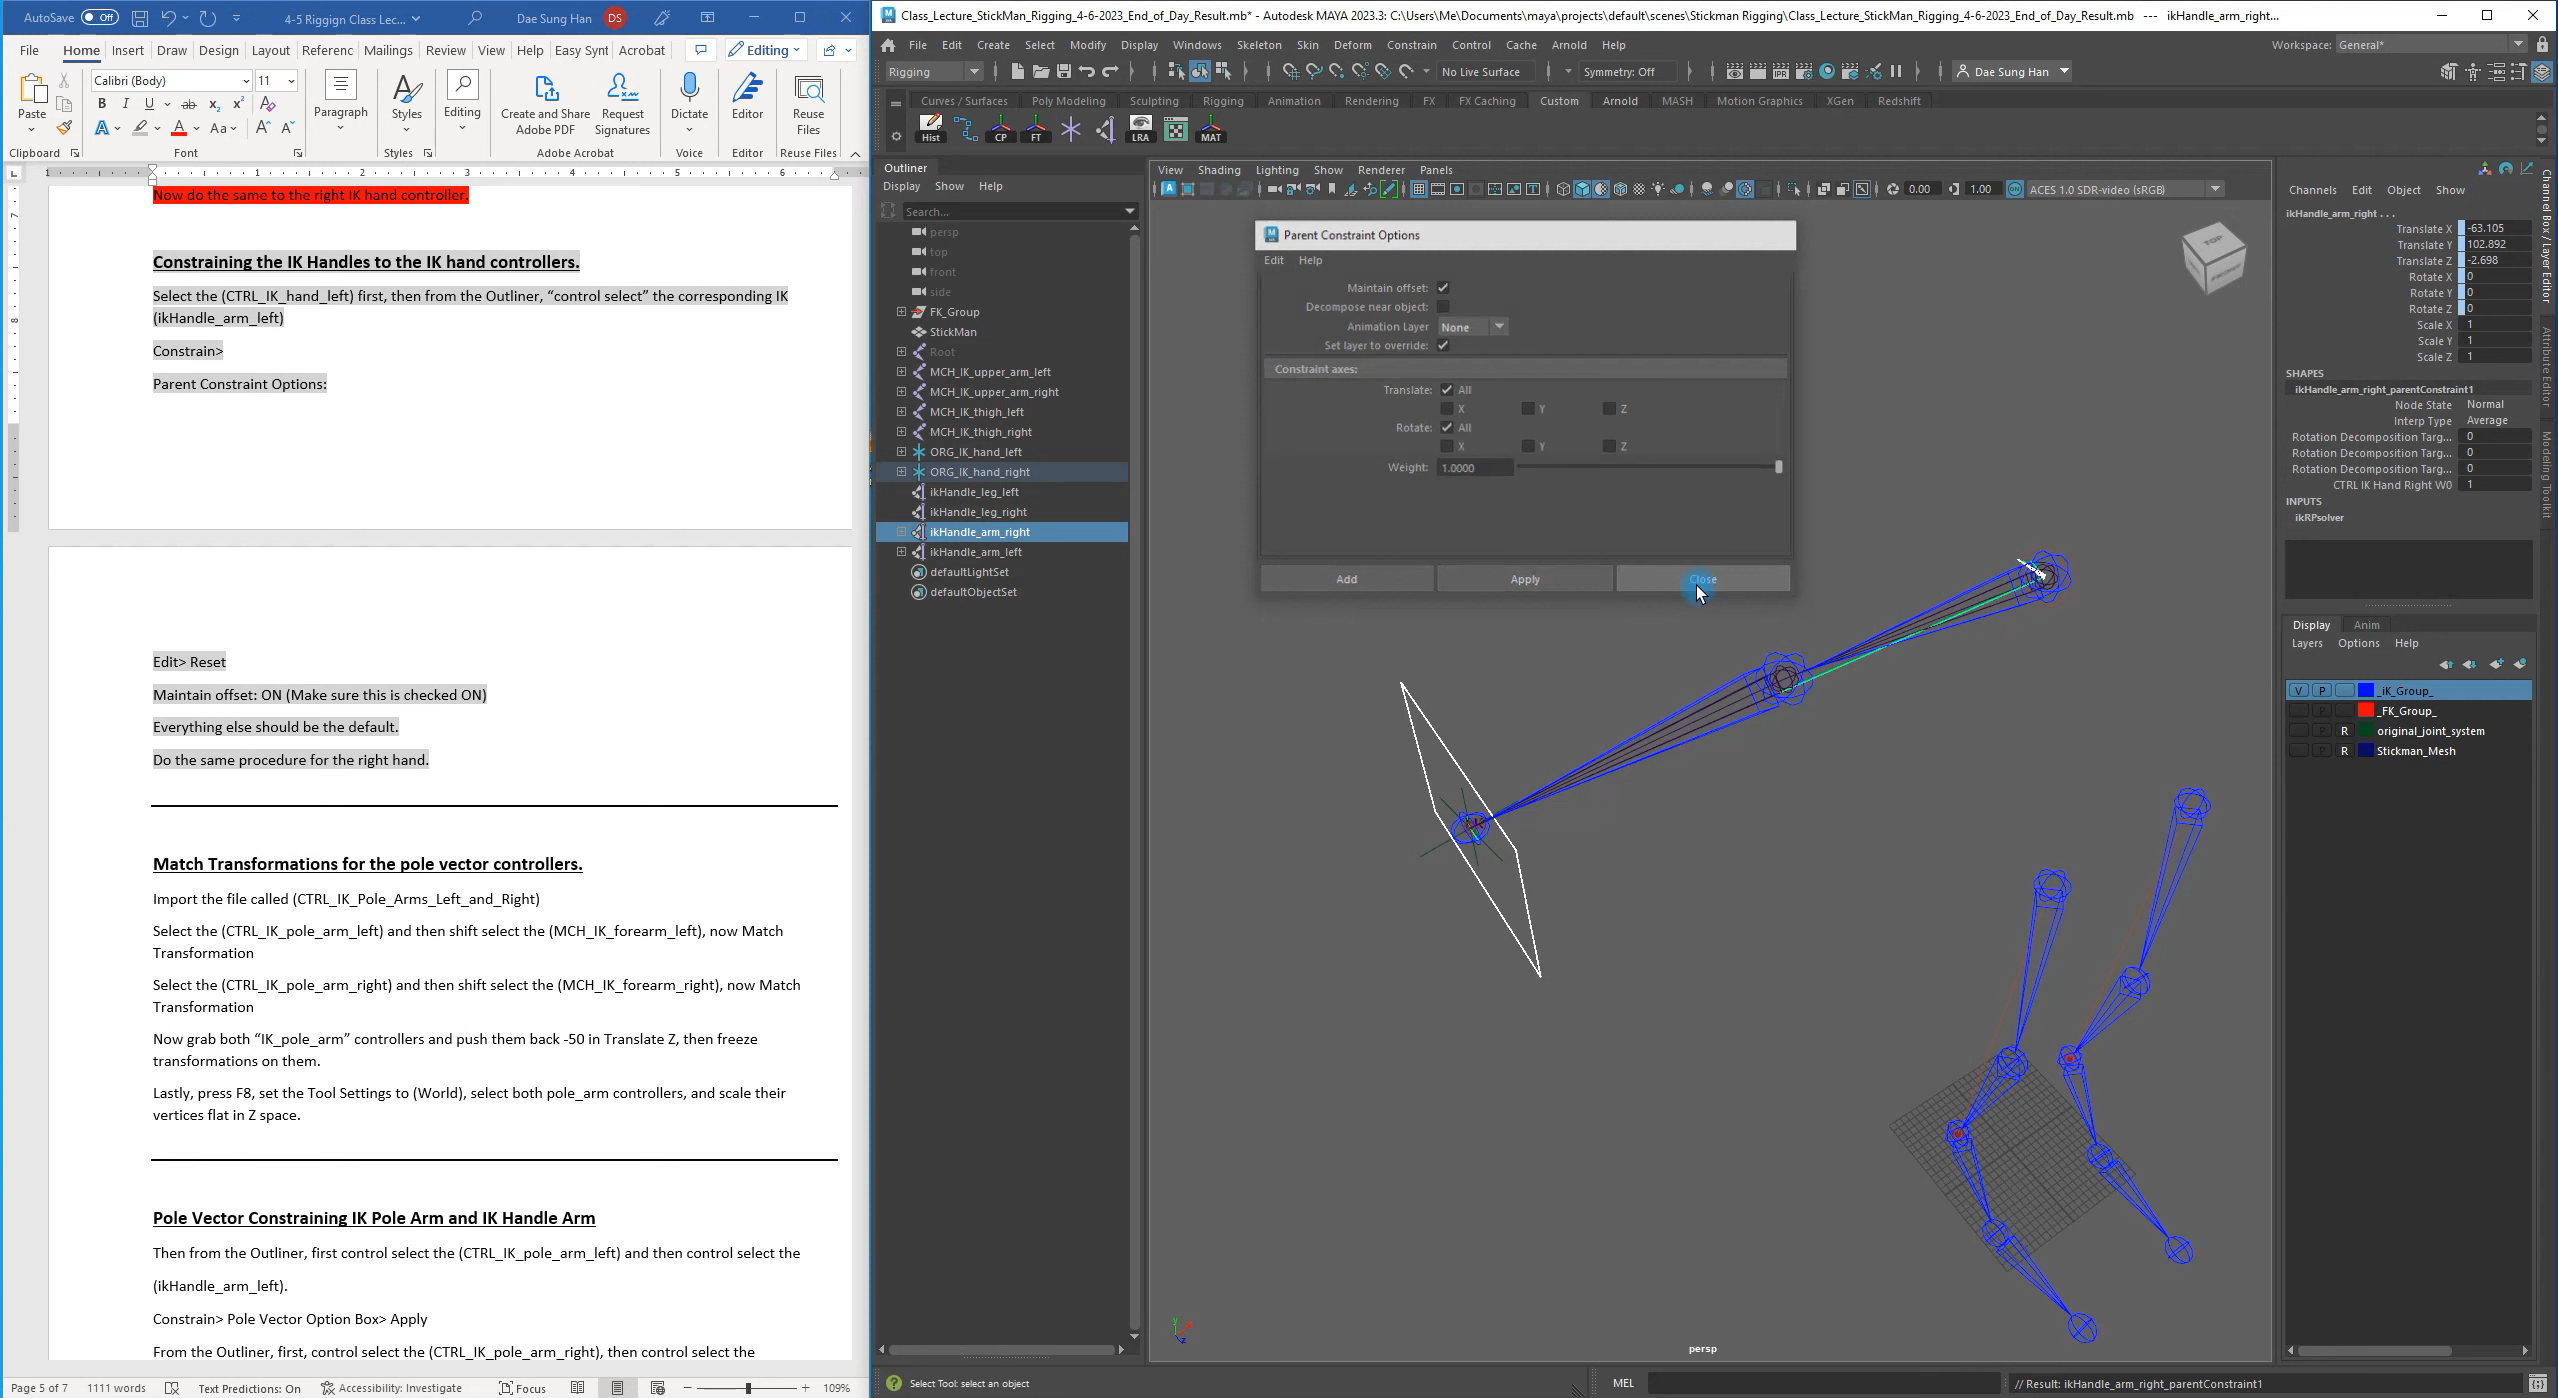 AutoSave Off 4-5 Riggign Class Lec... Dae Sung Han DS
File Home Insert Draw Design Layout Referenc Mailings Review View Help Easy Synt Acrobat Editing
Paste
Calibri (Body) 11
Paragraph
Styles
Editing
Create and Share Adobe PDF
Request Signatures
Dictate
Editor
Reuse Files
Clipboard Font Styles Adobe Acrobat Voice Editor Reuse Files
Now do the same to the right IK hand controller.
Constraining the IK Handles to the IK hand controllers.
Select the (CTRL_IK_hand_left) first, then from the Outliner, “control select” the corresponding IK
(ikHandle_arm_left)
Constrain>
Parent Constraint Options:
Edit> Reset
Maintain offset: ON (Make sure this is checked ON)
Everything else should be the default.
Do the same procedure for the right hand.
Match Transformations for the pole vector controllers.
Import the file called (CTRL_IK_Pole_Arms_Left_and_Right)
Select the (CTRL_IK_pole_arm_left) and then shift select the (MCH_IK_forearm_left), now Match
Transformation
Select the (CTRL_IK_pole_arm_right) and then shift select the (MCH_IK_forearm_right), now Match
Transformation
Now grab both “IK_pole_arm” controllers and push them back -50 in Translate Z, then freeze
transformations on them.
Lastly, press F8, set the Tool Settings to (World), select both pole_arm controllers, and scale their
vertices flat in Z space.
Pole Vector Constraining IK Pole Arm and IK Handle Arm
Then from the Outliner, first control select the (CTRL_IK_pole_arm_left) and then control select the
(ikHandle_arm_left).
Constrain> Pole Vector Option Box> Apply
From the Outliner, first, control select the (CTRL_IK_pole_arm_right), then control select the
Page 5 of 7 1111 words Text Predictions: On Accessibility: Investigate Focus 109%
Class_Lecture_StickMan_Rigging_4-6-2023_End_of_Day_Result.mb* - Autodesk MAYA 2023.3: C:\Users\Me\Documents\maya\projects\default\scenes\Stickman Rigging\Class_Lecture_StickMan_Rigging_4-6-2023_End_of_Day_Result.mb --- ikHandle_arm_right...
File Edit Create Select Modify Display Windows Skeleton Skin Deform Constrain Control Cache Arnold Help Workspace: General*
Rigging No Live Surface Symmetry: Off Dae Sung Han
Curves / Surfaces Poly Modeling Sculpting Rigging Animation Rendering FX FX Caching Custom Arnold MASH Motion Graphics XGen Redshift
Hist CP FT LRA MAT
Outliner
Display Show Help
Search...
persp
top
front
side
FK_Group
StickMan
Root
MCH_IK_upper_arm_left
MCH_IK_upper_arm_right
MCH_IK_thigh_left
MCH_IK_thigh_right
ORG_IK_hand_left
ORG_IK_hand_right
ikHandle_leg_left
ikHandle_leg_right
ikHandle_arm_right
ikHandle_arm_left
defaultLightSet
defaultObjectSet
View Shading Lighting Show Renderer Panels
0.00 1.00 ACES 1.0 SDR-video (sRGB)
Parent Constraint Options
Edit Help
Maintain offset:
Decompose near object:
Animation Layer None
Set layer to override:
Constraint axes:
Translate: All
X Y Z
Rotate: All
X Y Z
Weight: 1.0000
Add Apply Close
TOP
FRONT
persp
Channels Edit Object Show
ikHandle_arm_right . . .
Translate X -63.105
Translate Y 102.892
Translate Z -2.698
Rotate X 0
Rotate Y 0
Rotate Z 0
Scale X 1
Scale Y 1
Scale Z 1
SHAPES
ikHandle_arm_right_parentConstraint1
Node State Normal
Interp Type Average
Rotation Decomposition Targ... 0
Rotation Decomposition Targ... 0
Rotation Decomposition Targ... 0
CTRL IK Hand Right W0 1
INPUTS
ikRPsolver
Display Anim
Layers Options Help
V P _iK_Group_
P _FK_Group_
P R original_joint_system
P R Stickman_Mesh
Channel Box / Layer Editor
Attribute Editor
Modeling Toolkit
Select Tool: select an object MEL // Result: ikHandle_arm_right_parentConstraint1